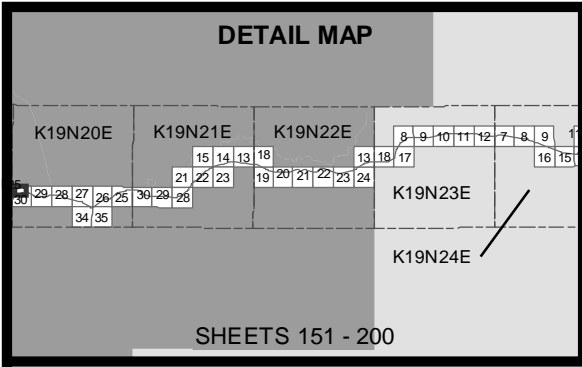 DETAIL MAP
K19N20E K19N21E K19N22E
8 9 10 11 12 7 8 9
15 14 13 18 13 18 17 16 15
21 22 23 19 20 21 22 23 24
30 29 28 27 26 25 30 29 28
34 35
K19N23E
K19N24E
SHEETS 151 - 200